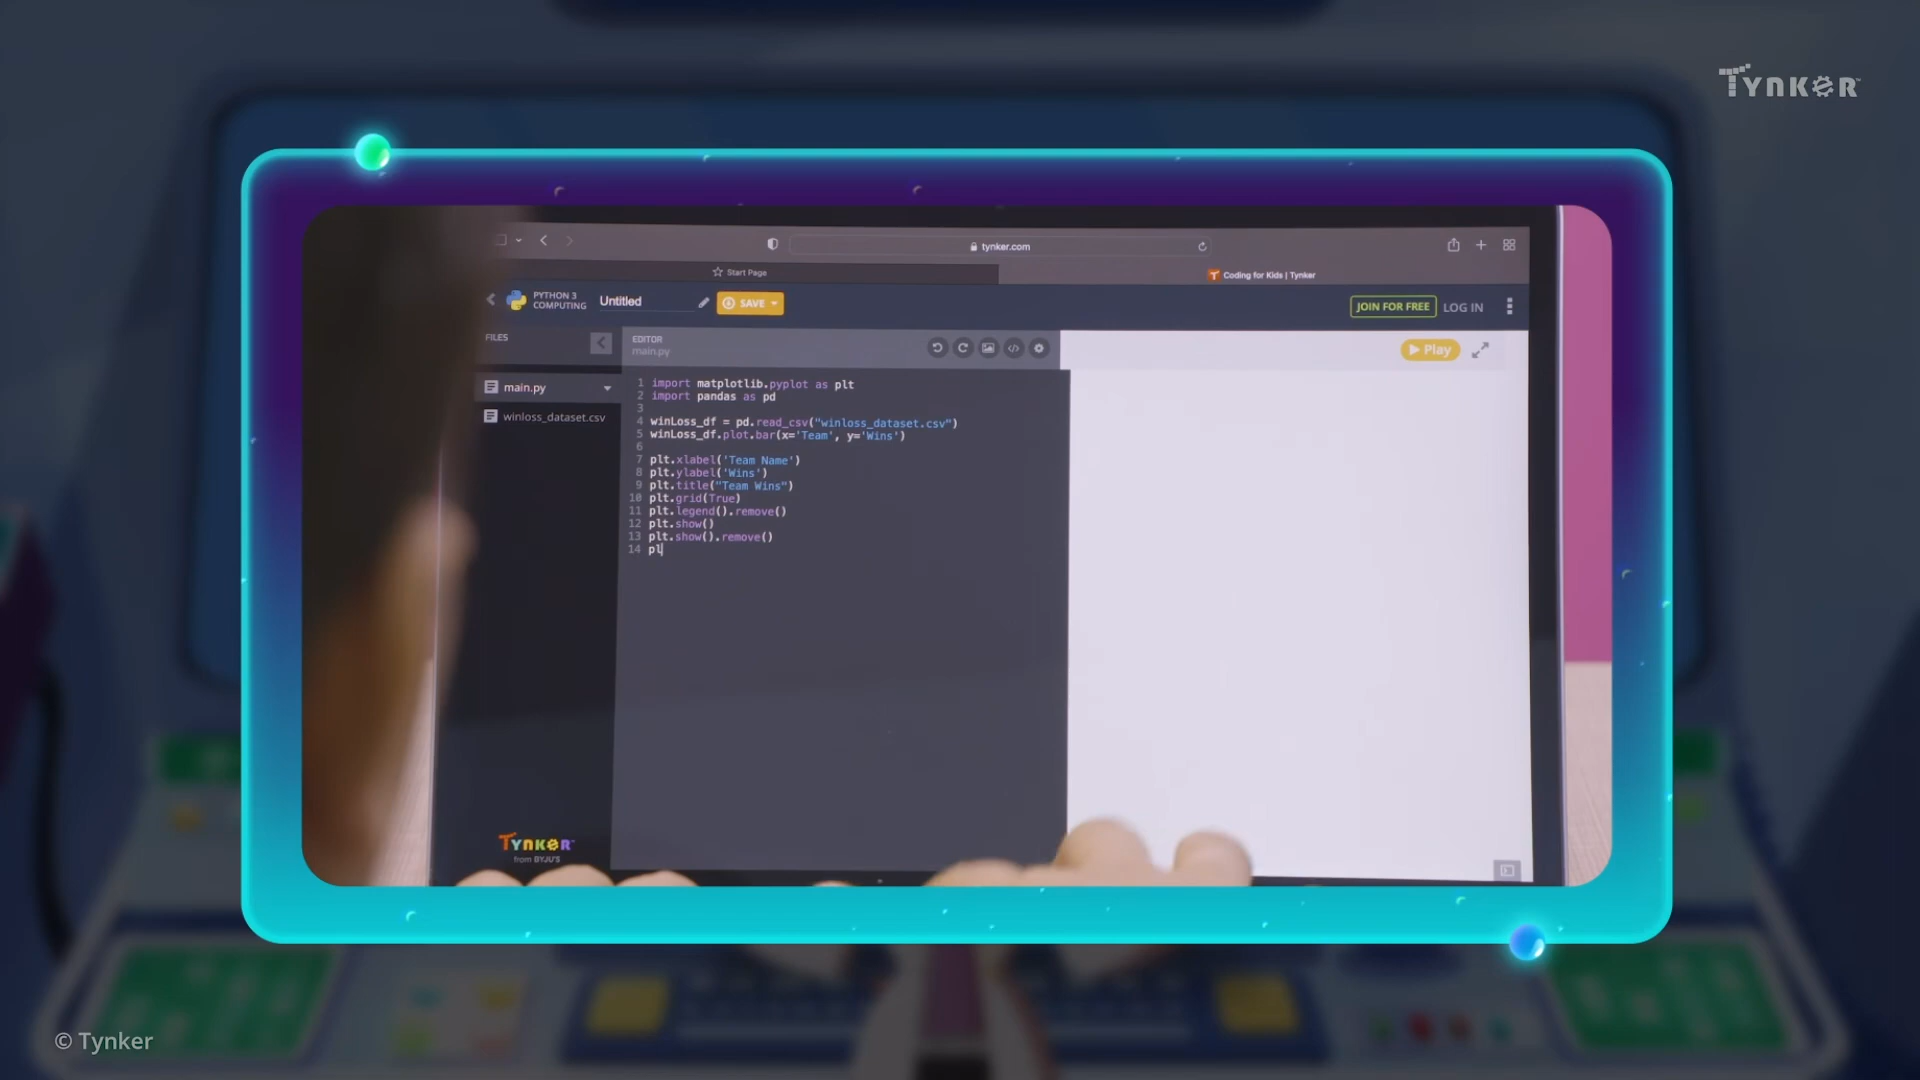 TYNKER
tynker.com
Start Page
Coding for Kids | Tynker
PYTHON 3
COMPUTING
Untitled
SAVE
JOIN FOR FREE
LOG IN
FILES
EDITOR
main.py
Play
main.py
winloss_dataset.csv
1 import matplotlib.pyplot as plt
2 import pandas as pd
3
4 winLoss_df = pd.read_csv("winloss_dataset.csv")
5 winLoss_df.plot.bar(x='Team', y='Wins')
6
7 plt.xlabel('Team Name')
8 plt.ylabel('Wins')
9 plt.title("Team Wins")
10 plt.grid(True)
11 plt.legend().remove()
12 plt.show()
13 plt.show().remove()
14 pl
TYNKER
from BYJU'S
© Tynker